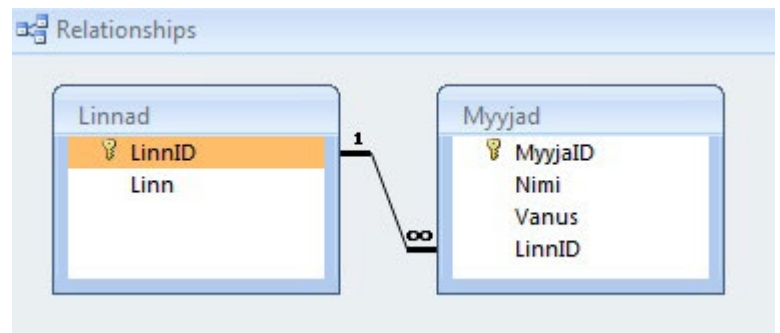 Relationships
Linnad
LinnID
Linn
1
∞
Myyjad
MyyjaID
Nimi
Vanus
LinnID